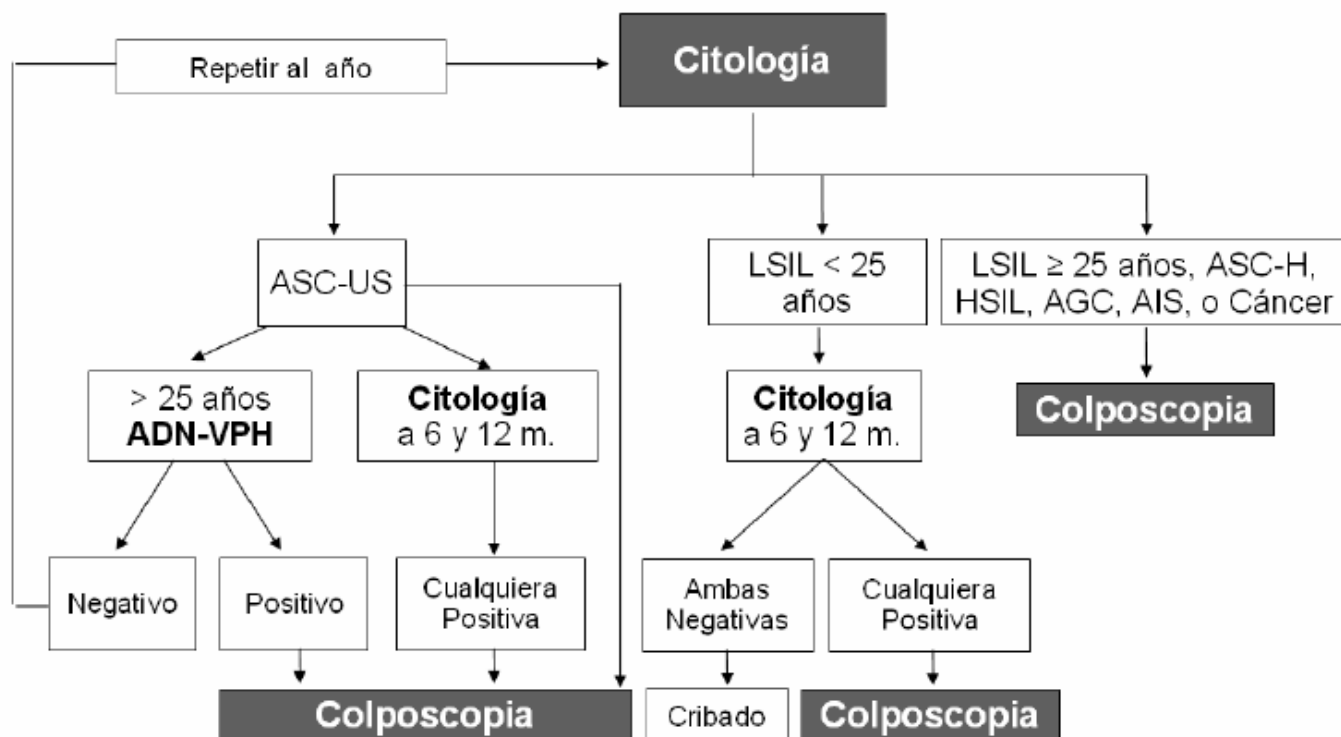 Repetir al año
Citología
ASC-US
LSIL < 25
años
LSIL ≥ 25 años, ASC-H,
HSIL, AGC, AIS, o Cáncer
> 25 años
ADN-VPH
Citología
a 6 y 12 m.
Citología
a 6 y 12 m.
Colposcopia
Negativo
Positivo
Cualquiera
Positiva
Ambas
Negativas
Cualquiera
Positiva
Colposcopia
Cribado
Colposcopia